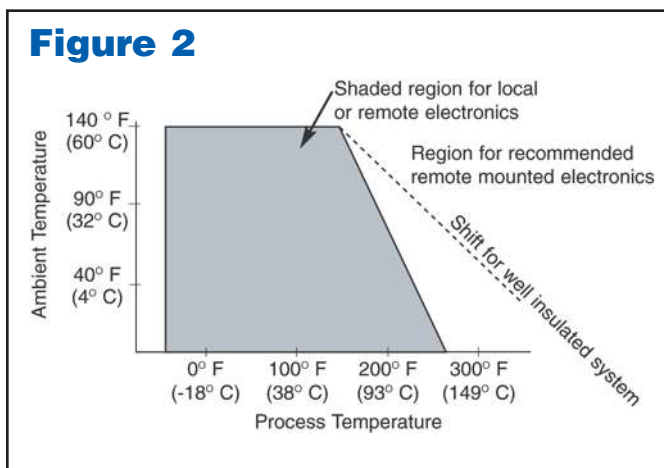 Figure 2
Shaded region for local
or remote electronics
Region for recommended
remote mounted electronics
Shift for well insulated system
Ambient Temperature
140 ° F
(60° C)
90° F
(32° C)
40° F
(4° C)
0° F
(-18° C)
100° F
(38° C)
200° F
(93° C)
300° F
(149° C)
Process Temperature